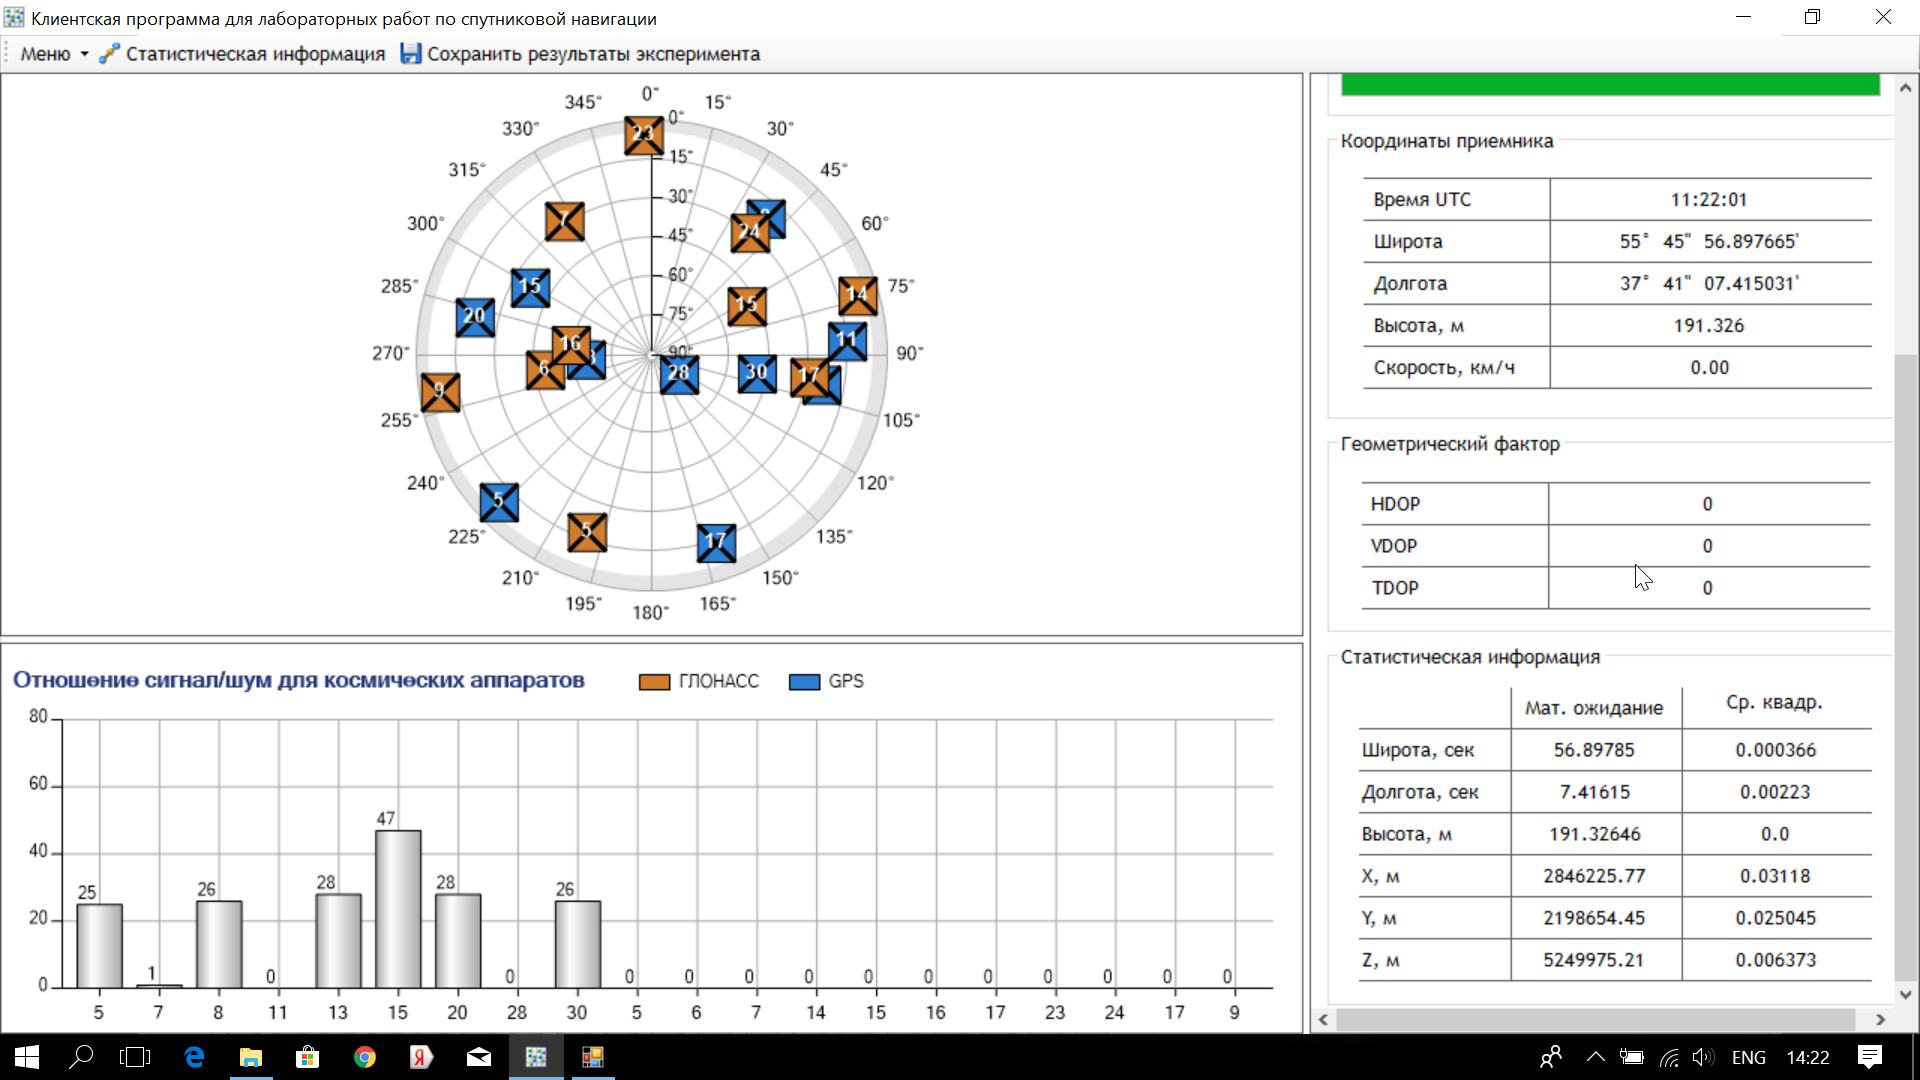 Клиентская программа для лабораторных работ по спутниковой навигации
Меню Статистическая информация Сохранить результаты эксперимента
0° 15° 30° 45° 60° 75° 90° 105° 120° 135° 150° 165° 180° 195° 210° 225° 240° 255° 270° 285° 300° 315° 330° 345°
0°
15°
30°
45°
60°
75°
90°
23
7
24
15
15
14
20
11
16
6
28
30
17
9
5
5
17
Отношение сигнал/шум для космических аппаратов ГЛОНАСС GPS
80
60
40
20
0
25 1 26 0 28 47 28 0 26 0 0 0 0 0 0 0 0 0 0 0
5 7 8 11 13 15 20 28 30 5 6 7 14 15 16 17 23 24 17 9
Координаты приемника
Время UTC 11:22:01
Широта 55° 45" 56.897665'
Долгота 37° 41" 07.415031'
Высота, м 191.326
Скорость, км/ч 0.00
Геометрический фактор
HDOP 0
VDOP 0
TDOP 0
Статистическая информация
Мат. ожидание Ср. квадр.
Широта, сек 56.89785 0.000366
Долгота, сек 7.41615 0.00223
Высота, м 191.32646 0.0
X, м 2846225.77 0.03118
Y, м 2198654.45 0.025045
Z, м 5249975.21 0.006373
ENG 14:22